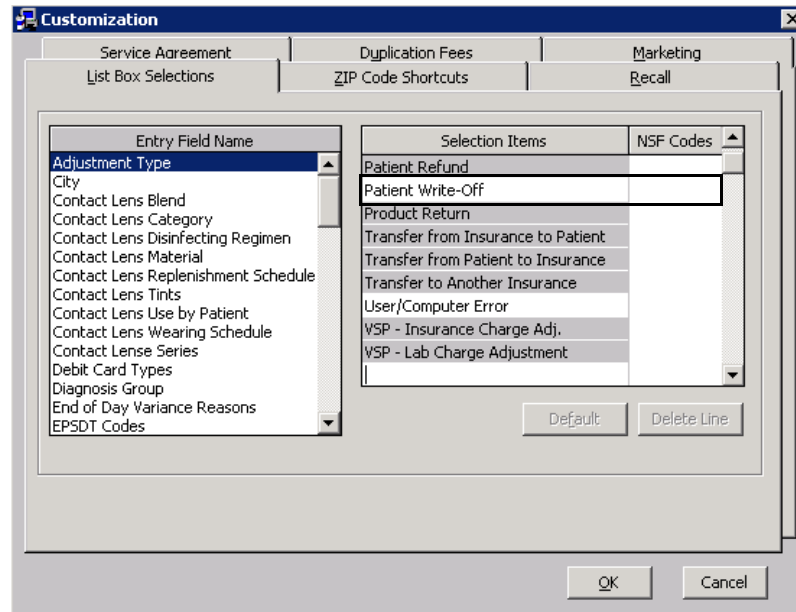 Customization
Service Agreement
Duplication Fees
Marketing
List Box Selections
ZIP Code Shortcuts
Recall
Entry Field Name
Adjustment Type
City
Contact Lens Blend
Contact Lens Category
Contact Lens Disinfecting Regimen
Contact Lens Material
Contact Lens Replenishment Schedule
Contact Lens Tints
Contact Lens Use by Patient
Contact Lens Wearing Schedule
Contact Lense Series
Debit Card Types
Diagnosis Group
End of Day Variance Reasons
EPSDT Codes
Selection Items
NSF Codes
Patient Refund
Patient Write-Off
Product Return
Transfer from Insurance to Patient
Transfer from Patient to Insurance
Transfer to Another Insurance
User/Computer Error
VSP - Insurance Charge Adj.
VSP - Lab Charge Adjustment
Default
Delete Line
OK
Cancel